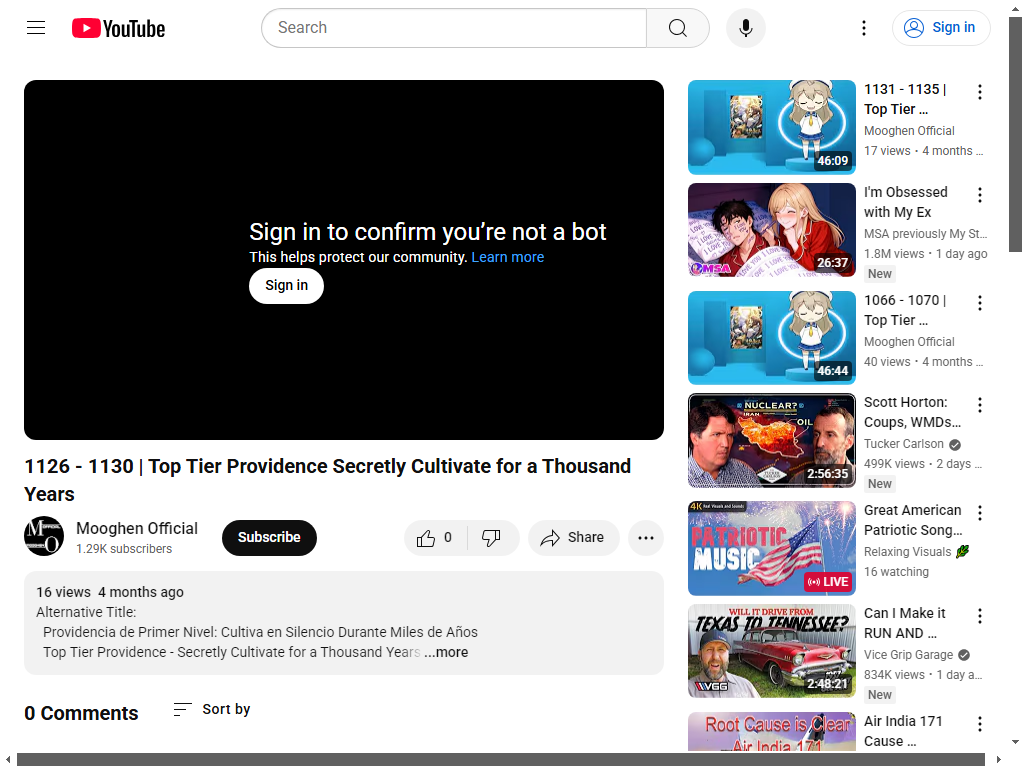 YouTube
Search
Sign in
Sign in to confirm you’re not a bot
This helps protect our community. Learn more
Sign in
1126 - 1130 | Top Tier Providence Secretly Cultivate for a Thousand
Years
Mooghen Official
1.29K subscribers
Subscribe
0
Share
16 views 4 months ago
Alternative Title:
Providencia de Primer Nivel: Cultiva en Silencio Durante Miles de Años
Top Tier Providence - Secretly Cultivate for a Thousand Years ...more
0 Comments
Sort by
46:09
1131 - 1135 |
Top Tier ...
Mooghen Official
17 views • 4 months ...
MSA
26:37
I'm Obsessed
with My Ex
MSA previously My St...
1.8M views • 1 day ago
New
46:44
1066 - 1070 |
Top Tier ...
Mooghen Official
40 views • 4 months ...
NUCLEAR?
IRAN
OIL
2:56:35
Scott Horton:
Coups, WMDs...
Tucker Carlson
499K views • 2 days ...
New
4K Real Visuals and Sounds
PATRIOTIC
MUSIC
LIVE
Great American
Patriotic Song...
Relaxing Visuals
16 watching
WILL IT DRIVE FROM
TEXAS TO TENNESSEE?
VGG
2:48:21
Can I Make it
RUN AND ...
Vice Grip Garage
834K views • 1 day a...
New
Root Cause is Clear
Air India 171
Air India 171
Cause ...